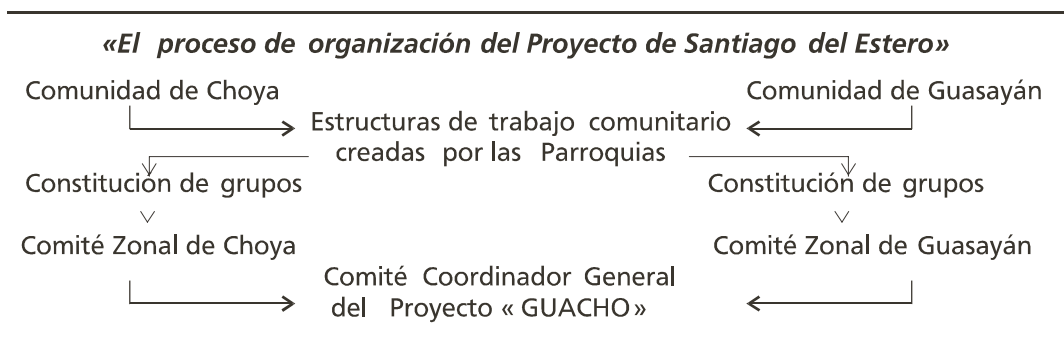 «El proceso de organización del Proyecto de Santiago del Estero»
Comunidad de Choya
Comunidad de Guasayán
Estructuras de trabajo comunitario
creadas por las Parroquias
Constitución de grupos
Constitución de grupos
Comité Zonal de Choya
Comité Zonal de Guasayán
Comité Coordinador General
del Proyecto « GUACHO»